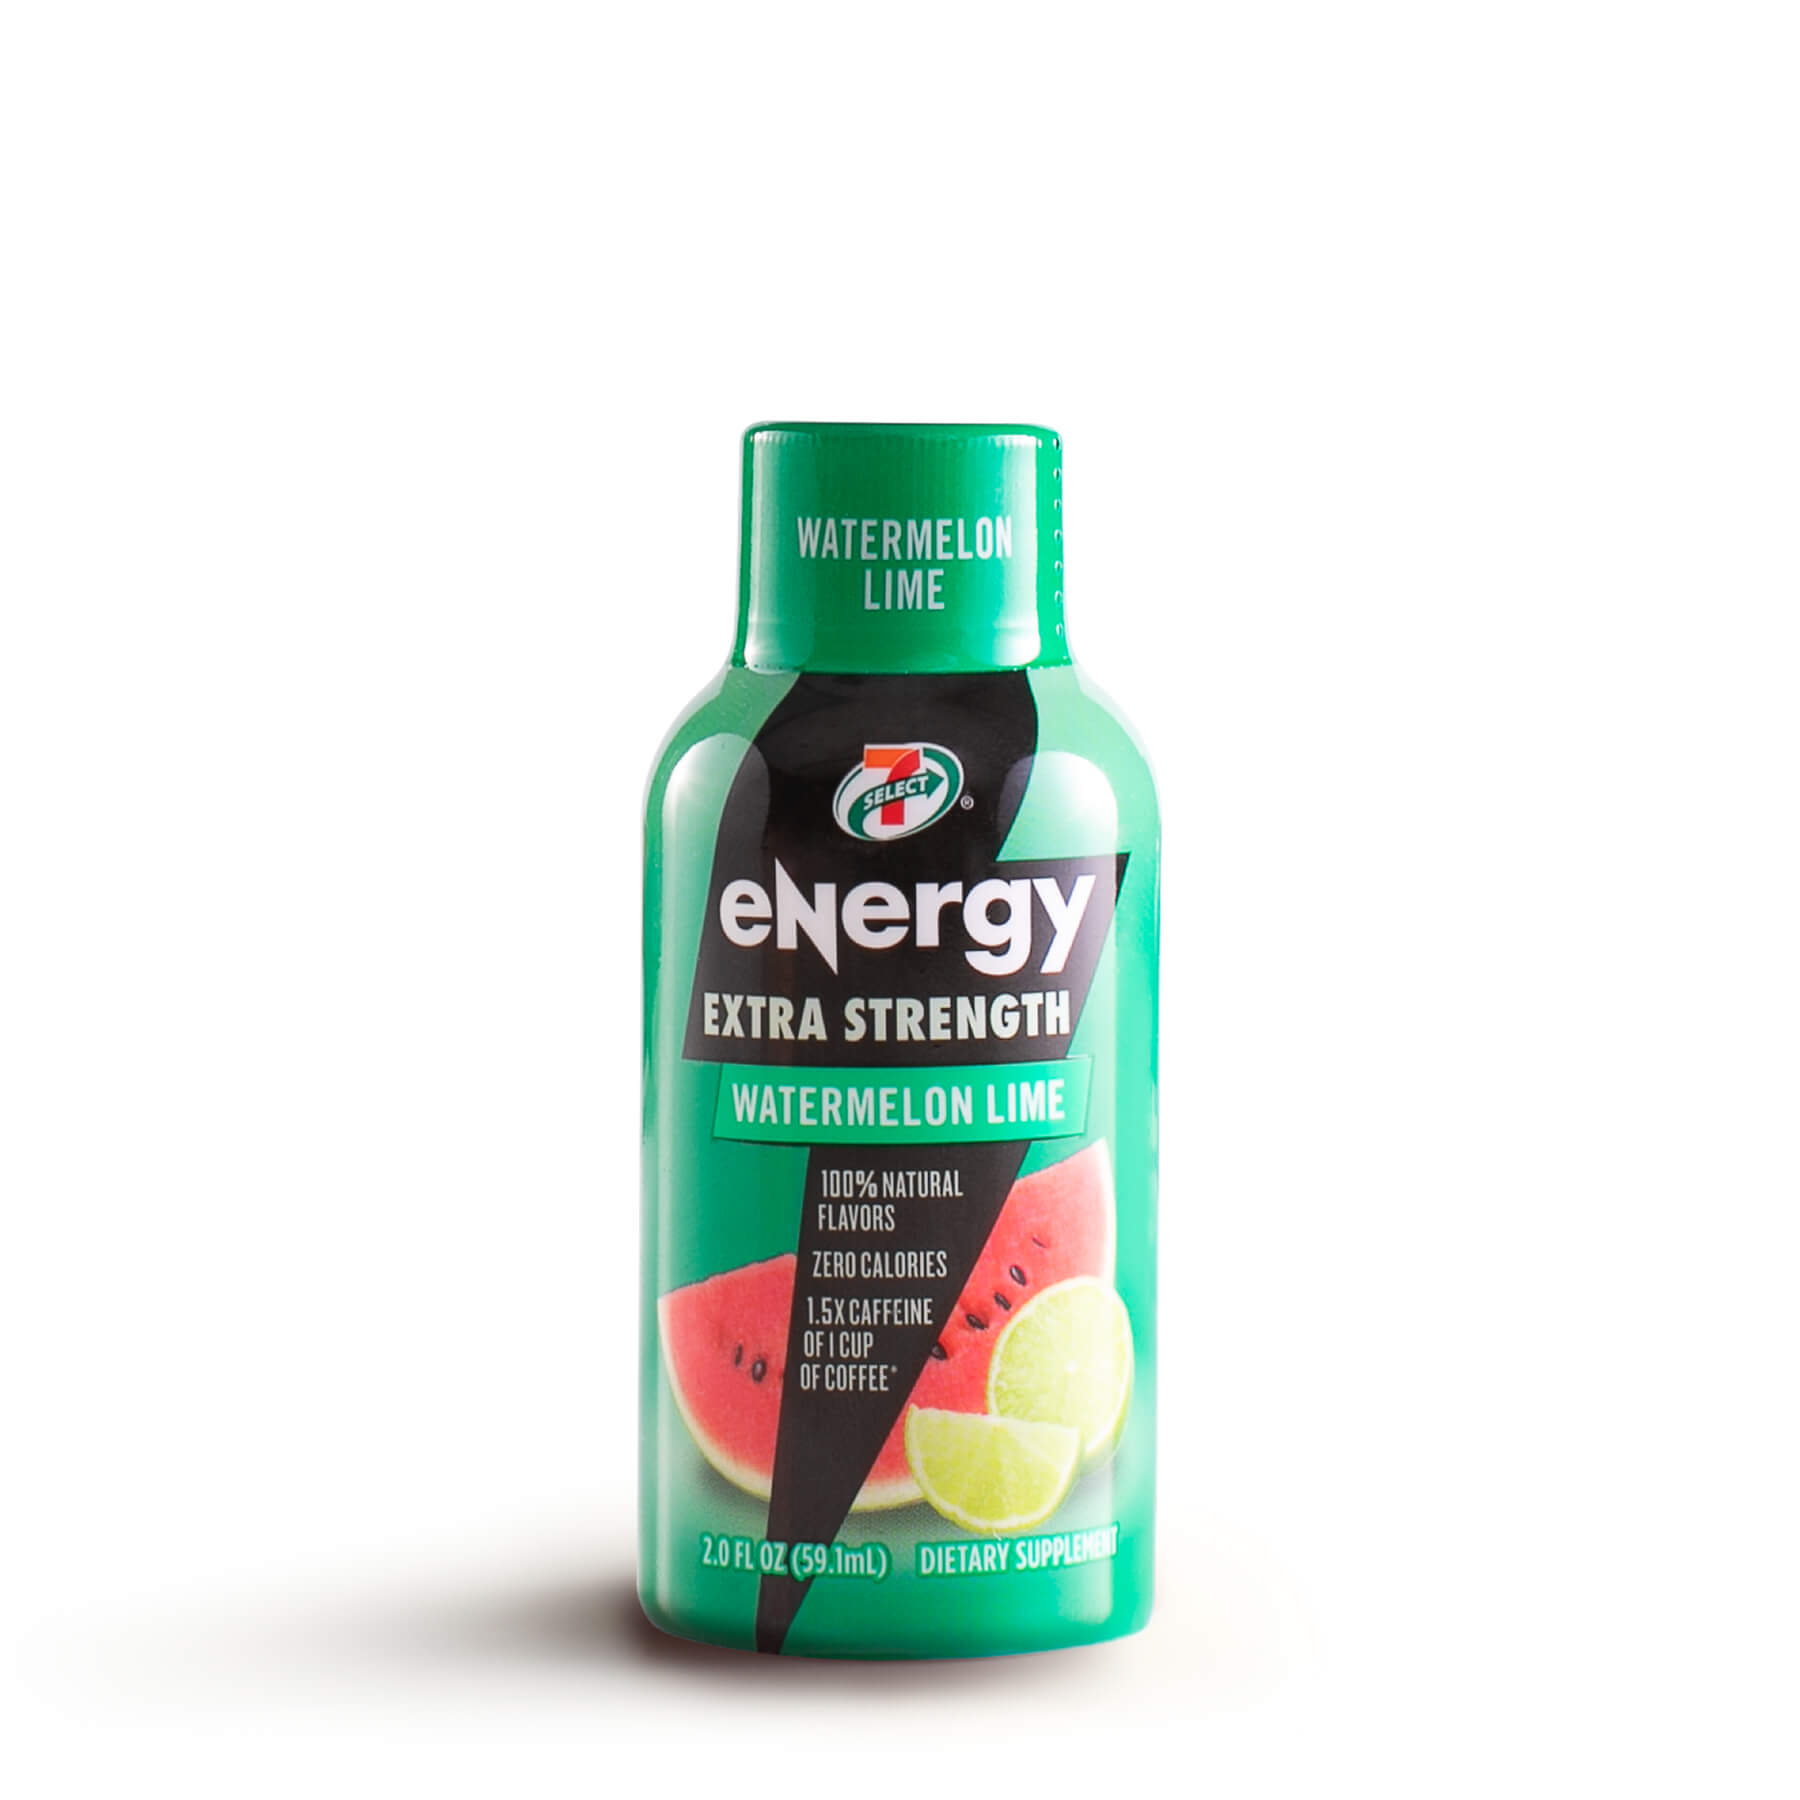 WATERMELON
LIME
7
SELECT
®
eNergy
EXTRA STRENGTH
WATERMELON LIME
100% NATURAL
FLAVORS
ZERO CALORIES
1.5X CAFFEINE
OF 1 CUP
OF COFFEE*
2.0 FL OZ (59.1mL) DIETARY SUPPLEMENT